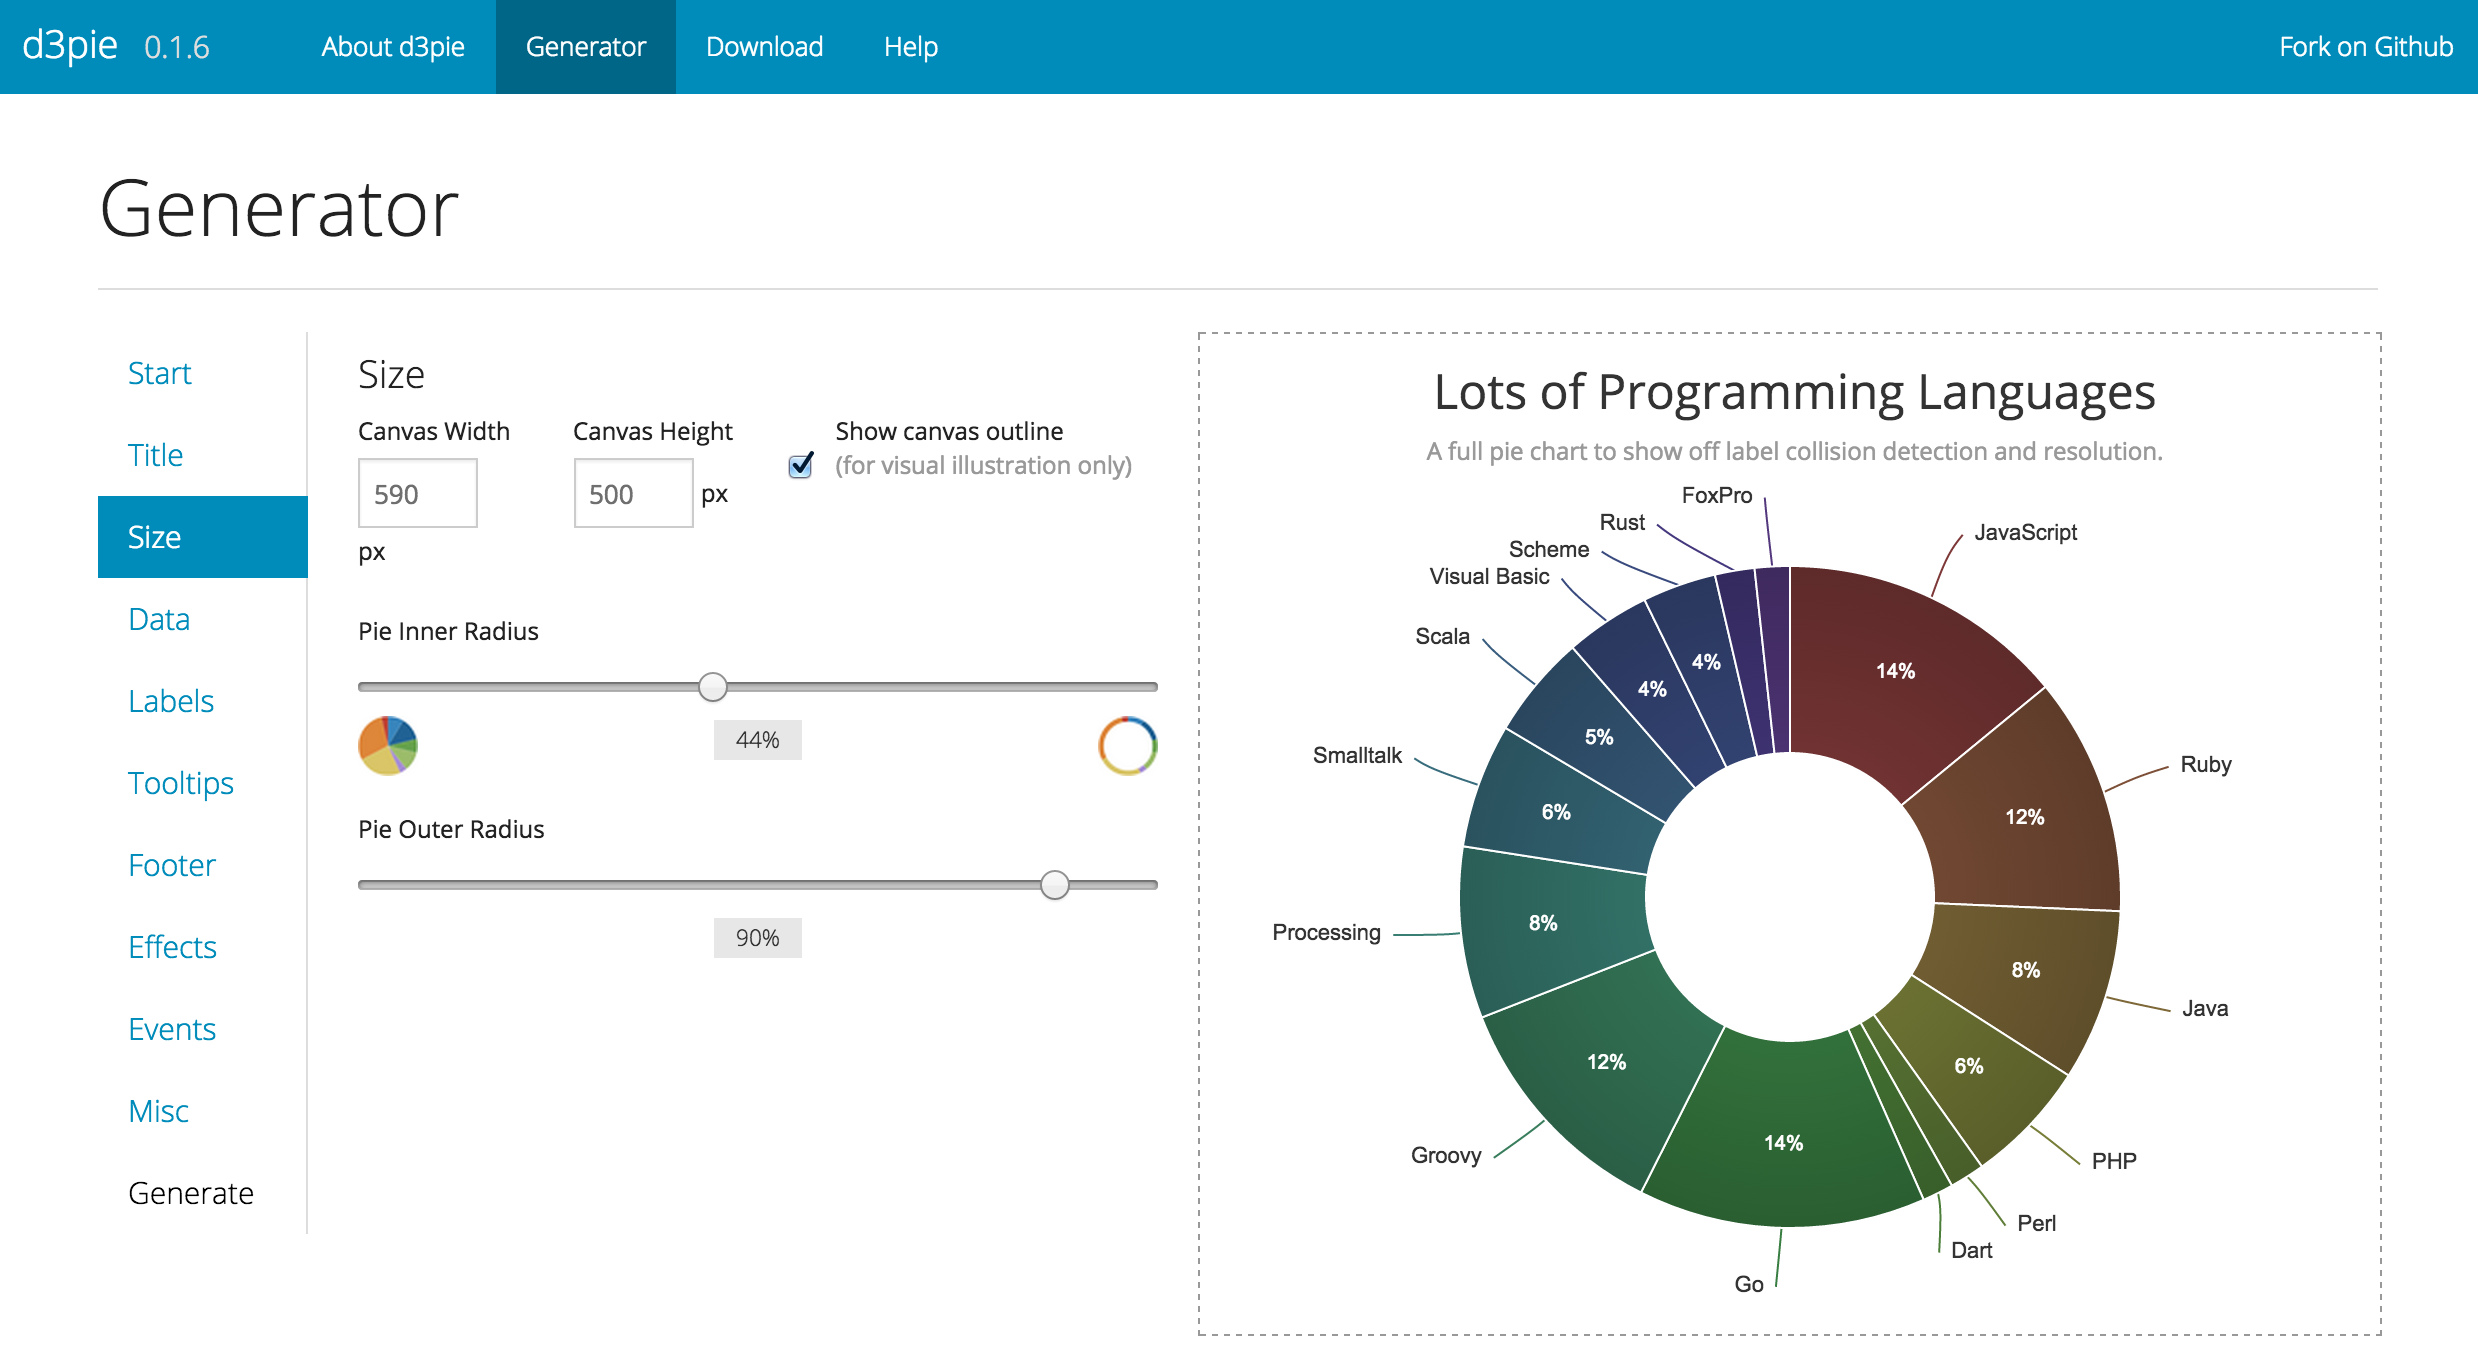 d3pie 0.1.6 About d3pie Generator Download Help Fork on Github
Generator
Start
Title
Size
Data
Labels
Tooltips
Footer
Effects
Events
Misc
Generate
Size
Canvas Width
590
px
Canvas Height
500 px
Show canvas outline
(for visual illustration only)
Pie Inner Radius
44%
Pie Outer Radius
90%
Lots of Programming Languages
A full pie chart to show off label collision detection and resolution.
FoxPro
Rust
JavaScript
Scheme
Visual Basic
Scala
4%
14%
4%
5%
Smalltalk
Ruby
6%
12%
8%
Processing
8%
Java
12%
6%
14%
Groovy
PHP
Perl
Dart
Go